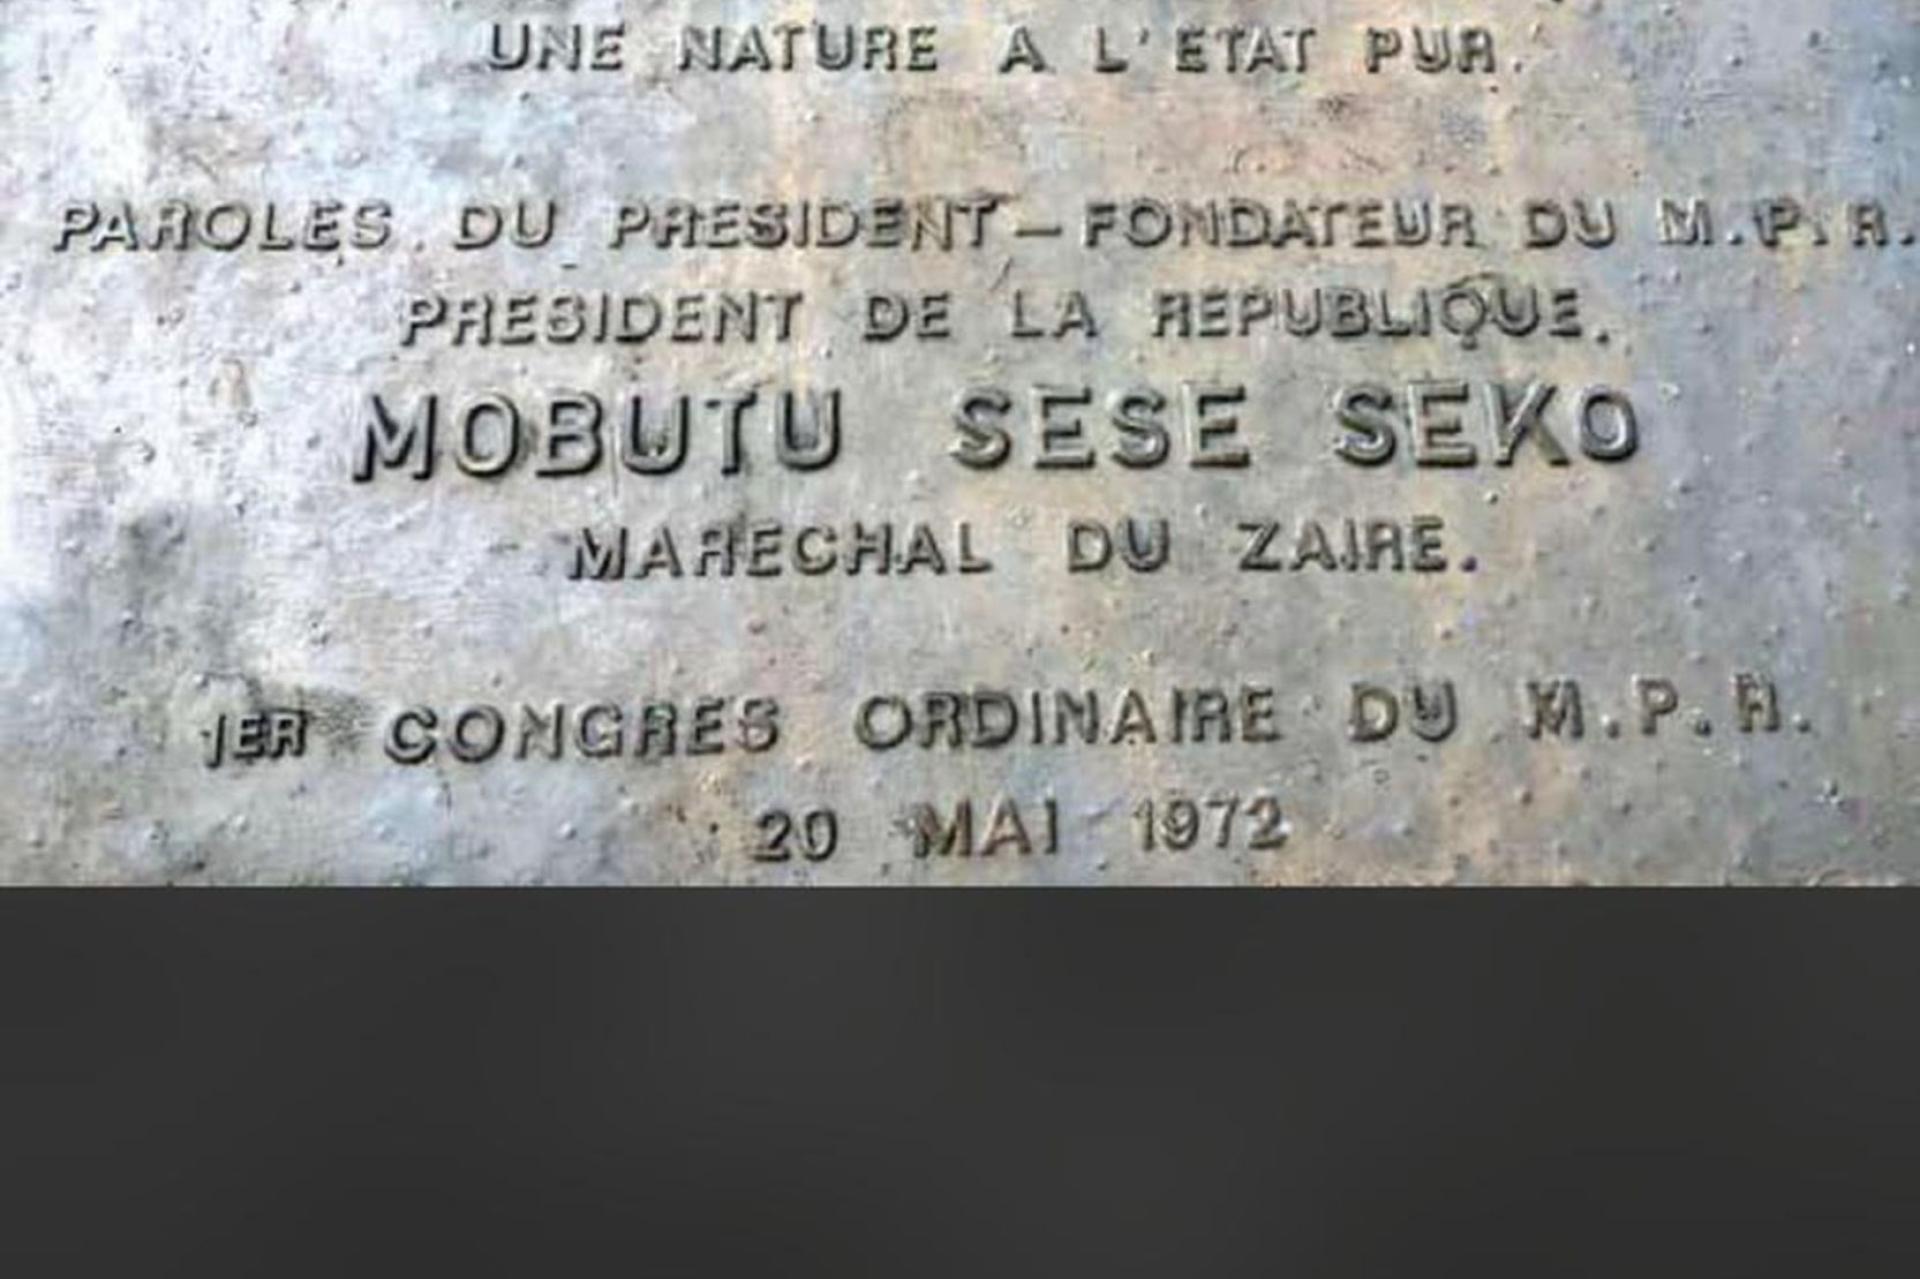 UNE NATURE A L'ETAT PUR.
PAROLES DU PRESIDENT-FONDATEUR DU M.P.R.
PRESIDENT DE LA REPUBLIQUE.
MOBUTU SESE SEKO
MARECHAL DU ZAIRE.
1ER CONGRES ORDINAIRE DU M.P.R.
20 MAI 1972